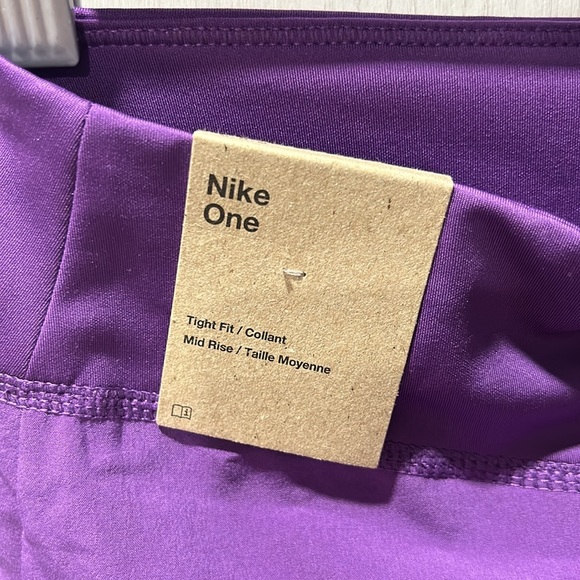 Nike
One
Tight Fit / Collant
Mid Rise / Taille Moyenne